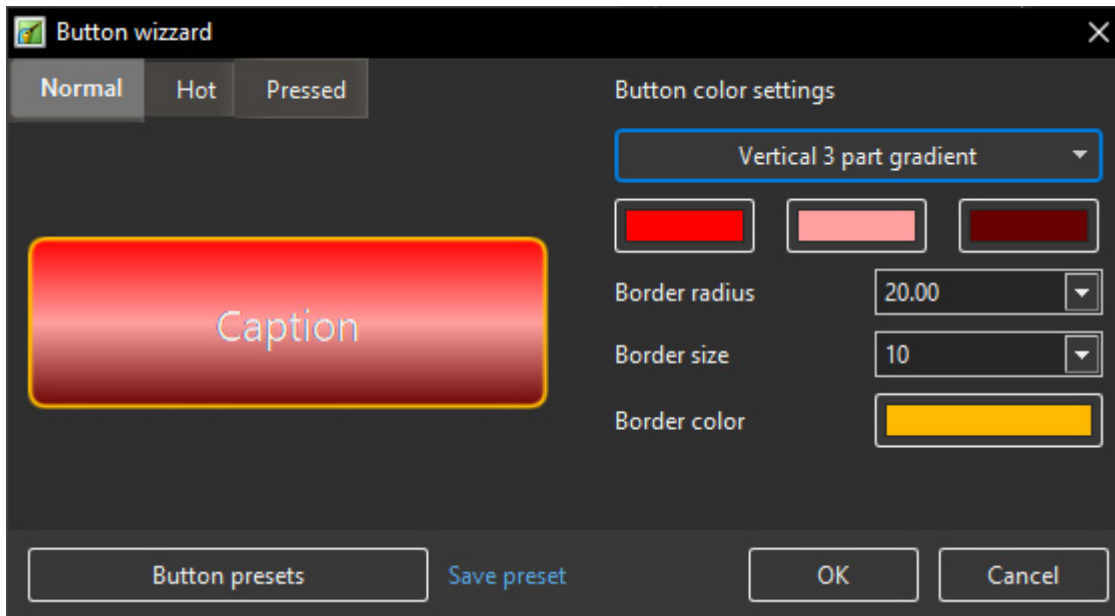 Button wizzard
Normal Hot Pressed
Button color settings
Vertical 3 part gradient
Caption
Border radius 20.00
Border size 10
Border color
Button presets Save preset OK Cancel